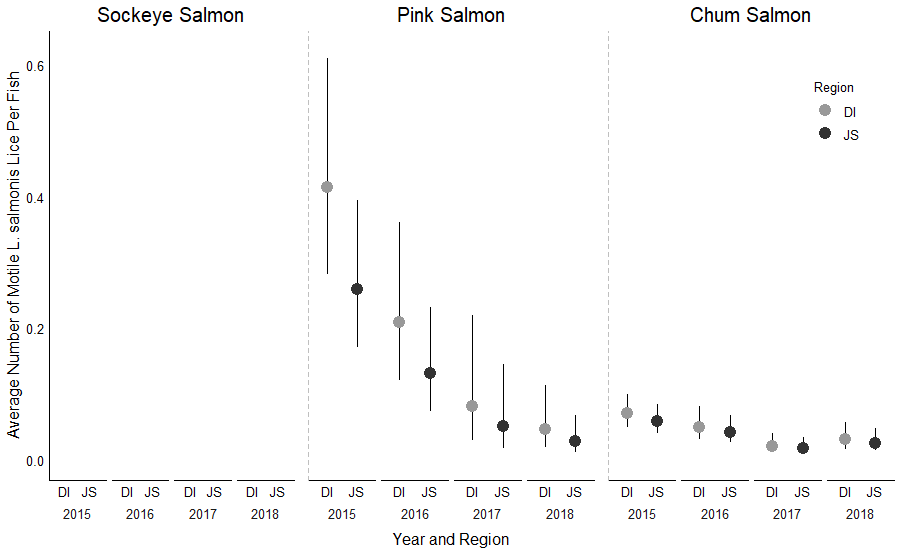 Sockeye Salmon
Pink Salmon
Chum Salmon
Average Number of Motile L. salmonis Lice Per Fish
0.6
0.4
0.2
0.0
Region
DI
JS
DI JS DI JS DI JS DI JS
2015 2016 2017 2018
DI JS DI JS DI JS DI JS
2015 2016 2017 2018
DI JS DI JS DI JS DI JS
2015 2016 2017 2018
Year and Region